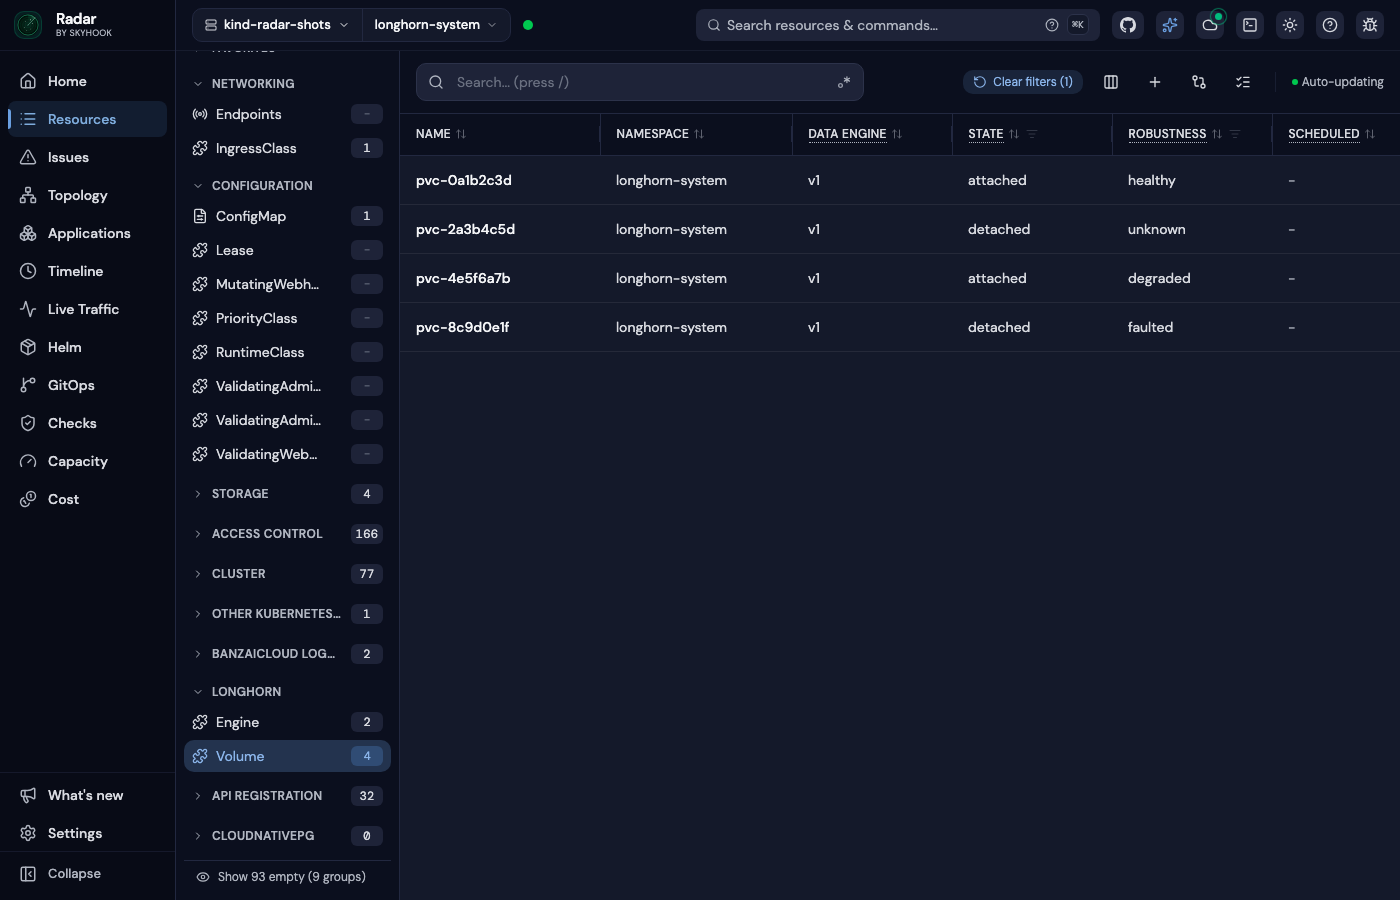 Radar
BY SKYHOOK
kind-radar-shots
longhorn-system
Search resources & commands...
⌘K
Home
Resources
Issues
Topology
Applications
Timeline
Live Traffic
Helm
GitOps
Checks
Capacity
Cost
What's new
Settings
Collapse
NETWORKING
Endpoints –
IngressClass 1
CONFIGURATION
ConfigMap 1
Lease –
MutatingWebh... –
PriorityClass –
RuntimeClass –
ValidatingAdmi... –
ValidatingAdmi... –
ValidatingWeb... –
STORAGE 4
ACCESS CONTROL 166
CLUSTER 77
OTHER KUBERNETES... 1
BANZAICLOUD LOG... 2
LONGHORN
Engine 2
Volume 4
API REGISTRATION 32
CLOUDNATIVEPG 0
Show 93 empty (9 groups)
Search... (press /)
.*
Clear filters (1)
Auto-updating
NAME NAMESPACE DATA ENGINE STATE ROBUSTNESS SCHEDULED
pvc-0a1b2c3d longhorn-system v1 attached healthy –
pvc-2a3b4c5d longhorn-system v1 detached unknown –
pvc-4e5f6a7b longhorn-system v1 attached degraded –
pvc-8c9d0e1f longhorn-system v1 detached faulted –